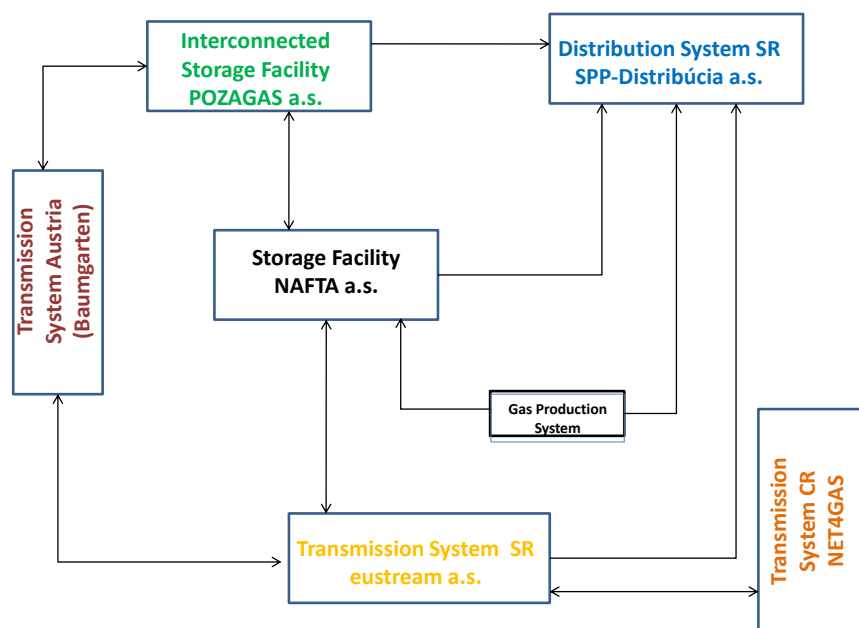 Interconnected
Storage Facility
POZAGAS a.s.
Distribution System SR
SPP-Distribúcia a.s.
Transmission
System Austria
(Baumgarten)
Storage Facility
NAFTA a.s.
Gas Production
System
Transmission System SR
eustream a.s.
Transmission
System CR
NET4GAS